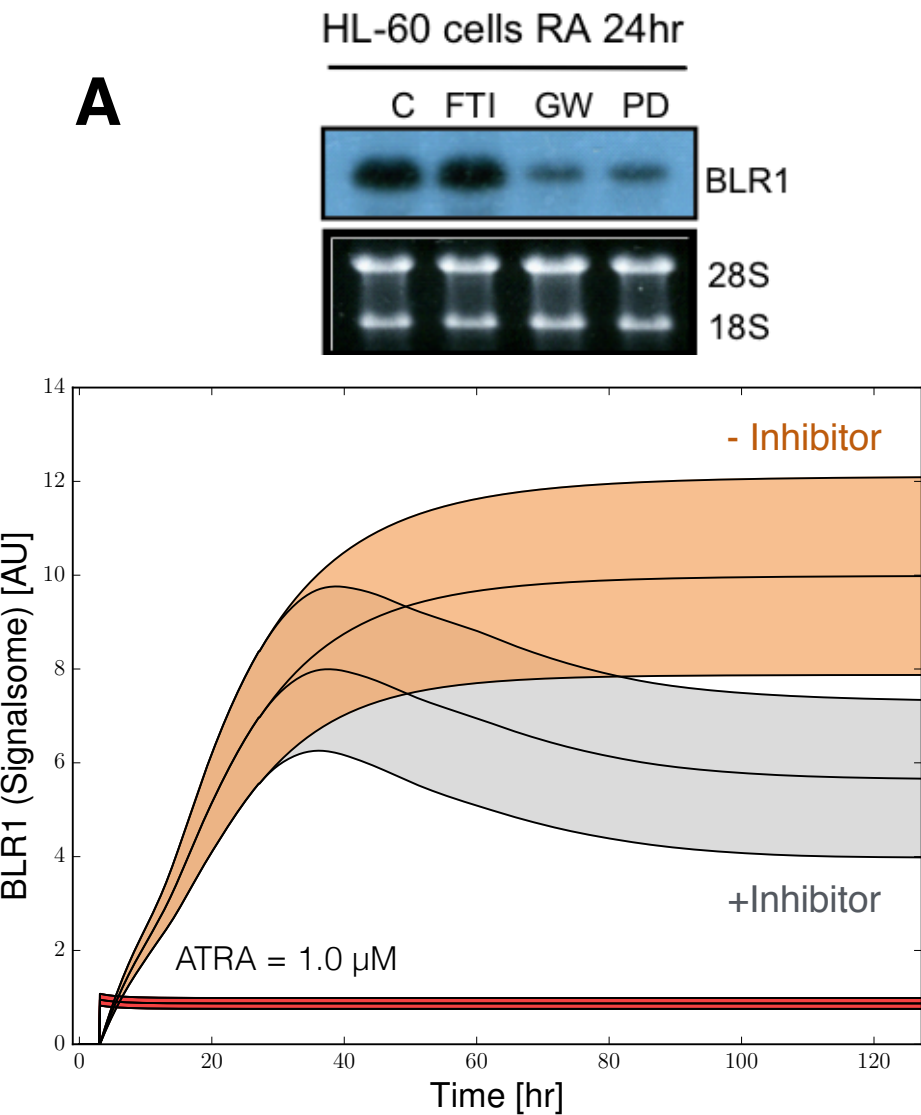 HL-60 cells RA 24hr
A
C FTI GW PD
BLR1
28S
18S
14
12
10
8
6
4
2
0
BLR1 (Signalsome) [AU]
- Inhibitor
+Inhibitor
ATRA = 1.0 μM
0 20 40 60 80 100 120
Time [hr]